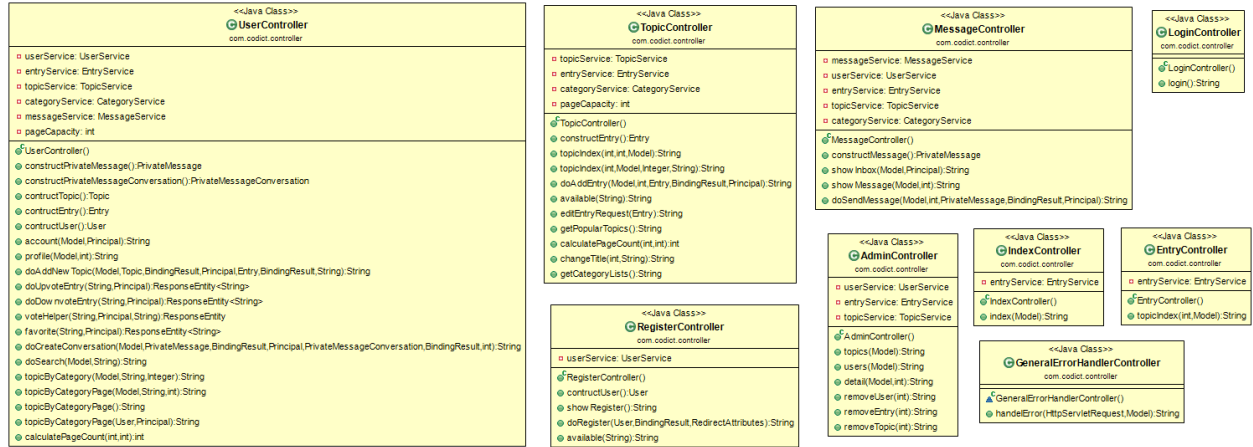 <<Java Class>>
UserController
com.codict.controller
userService: UserService
entryService: EntryService
topicService: TopicService
categoryService: CategoryService
messageService: MessageService
pageCapacity: int
UserController()
constructPrivateMessage():PrivateMessage
constructPrivateMessageConversation():PrivateMessageConversation
contructTopic():Topic
contructEntry():Entry
contructUser():User
account(Model,Principal):String
profile(Model,int):String
doAddNewTopic(Model,Topic,BindingResult,Principal,Entry,BindingResult,String):String
doUpvoteEntry(String,Principal):ResponseEntity<String>
doDownvoteEntry(String,Principal):ResponseEntity<String>
voteHelper(String,Principal,String):ResponseEntity
favorite(String,Principal):ResponseEntity<String>
doCreateConversation(Model,PrivateMessage,BindingResult,Principal,PrivateMessageConversation,BindingResult,int):String
doSearch(Model,String):String
topicByCategory(Model,String,Integer):String
topicByCategoryPage(Model,String,int):String
topicByCategoryPage():String
topicByCategoryPage(User,Principal):String
calculatePageCount(int,int):int
<<Java Class>>
TopicController
com.codict.controller
topicService: TopicService
entryService: EntryService
categoryService: CategoryService
pageCapacity: int
TopicController()
constructEntry():Entry
topicIndex(int,int,Model):String
topicIndex(int,Model,Integer,String):String
doAddEntry(Model,int,Entry,BindingResult,Principal):String
available(String):String
editEntryRequest(Entry):String
getPopularTopics():String
calculatePageCount(int,int):int
changeTitle(int,String):String
getCategoryLists():String
<<Java Class>>
RegisterController
com.codict.controller
userService: UserService
RegisterController()
contructUser():User
showRegister():String
doRegister(User,BindingResult,RedirectAttributes):String
available(String):String
<<Java Class>>
MessageController
com.codict.controller
messageService: MessageService
userService: UserService
entryService: EntryService
topicService: TopicService
categoryService: CategoryService
MessageController()
constructMessage():PrivateMessage
showInbox(Model,Principal):String
showMessage(Model,int):String
doSendMessage(Model,int,PrivateMessage,BindingResult,Principal):String
<<Java Class>>
LoginController
com.codict.controller
LoginController()
login():String
<<Java Class>>
AdminController
com.codict.controller
userService: UserService
entryService: EntryService
topicService: TopicService
AdminController()
topics(Model):String
users(Model):String
detail(Model,int):String
removeUser(int):String
removeEntry(int):String
removeTopic(int):String
<<Java Class>>
IndexController
com.codict.controller
entryService: EntryService
IndexController()
index(Model):String
<<Java Class>>
EntryController
com.codict.controller
entryService: EntryService
EntryController()
topicIndex(int,Model):String
<<Java Class>>
GeneralErrorHandlerController
com.codict.controller
GeneralErrorHandlerController()
handelError(HttpServletRequest,Model):String